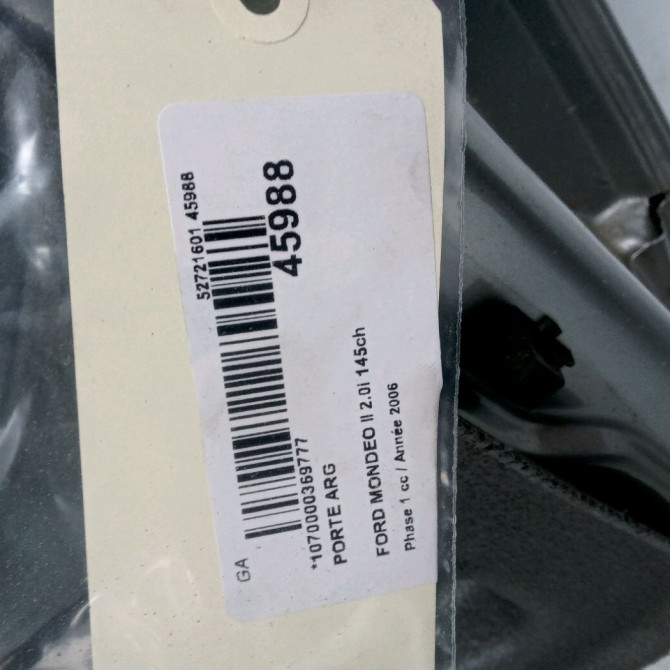 52721601 45988
45988
GA
*1070000369777
PORTE ARG
FORD MONDEO II 2.0i 145ch
Phase 1 cc / Année 2006